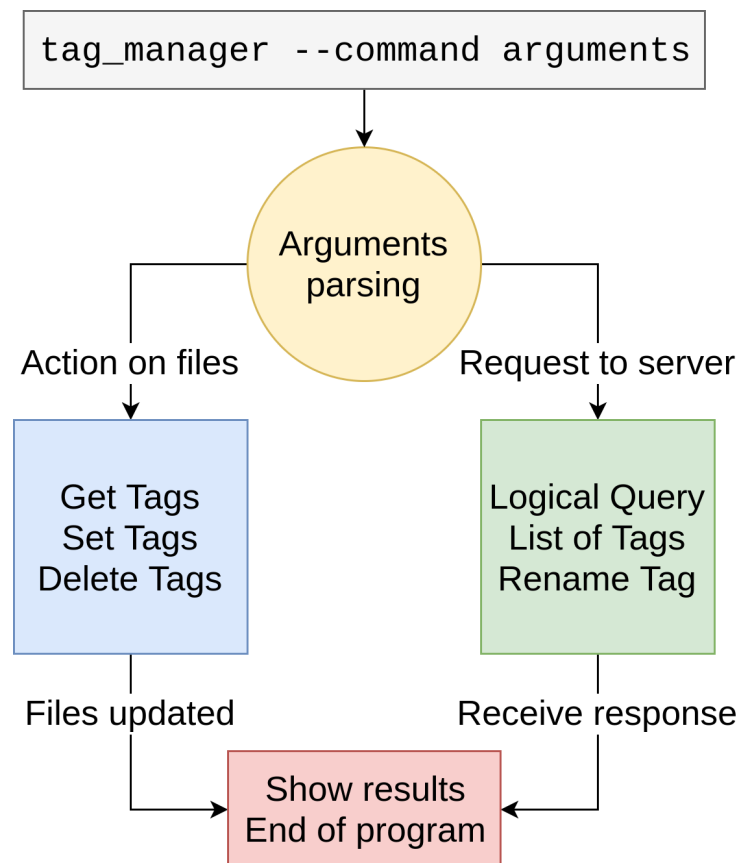 tag_manager --command arguments
Arguments
parsing
Action on files
Request to server
Get Tags
Set Tags
Delete Tags
Logical Query
List of Tags
Rename Tag
Files updated
Receive response
Show results
End of program